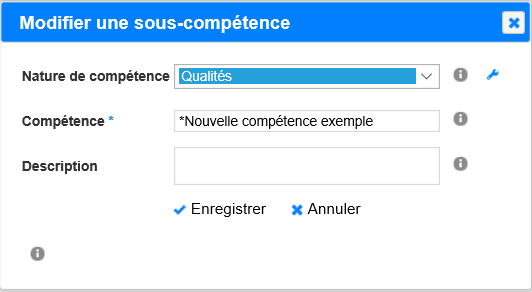 Modifier une sous-compétence
Nature de compétence Qualités
Compétence * *Nouvelle compétence exemple
Description
Enregistrer Annuler